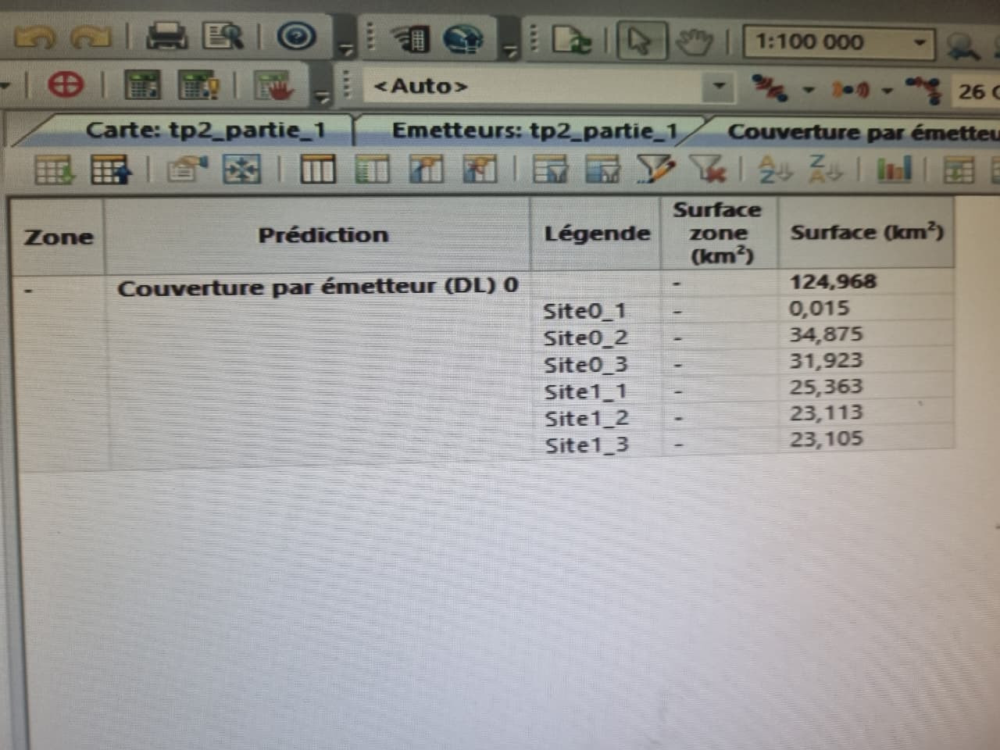 1:100 000
<Auto>
26
Carte: tp2_partie_1 Emetteurs: tp2_partie_1 Couverture par émetteu
Zone Prédiction Légende Surface zone (km²) Surface (km²)
- Couverture par émetteur (DL) 0 - 124,968
Site0_1 - 0,015
Site0_2 - 34,875
Site0_3 - 31,923
Site1_1 - 25,363
Site1_2 - 23,113
Site1_3 - 23,105